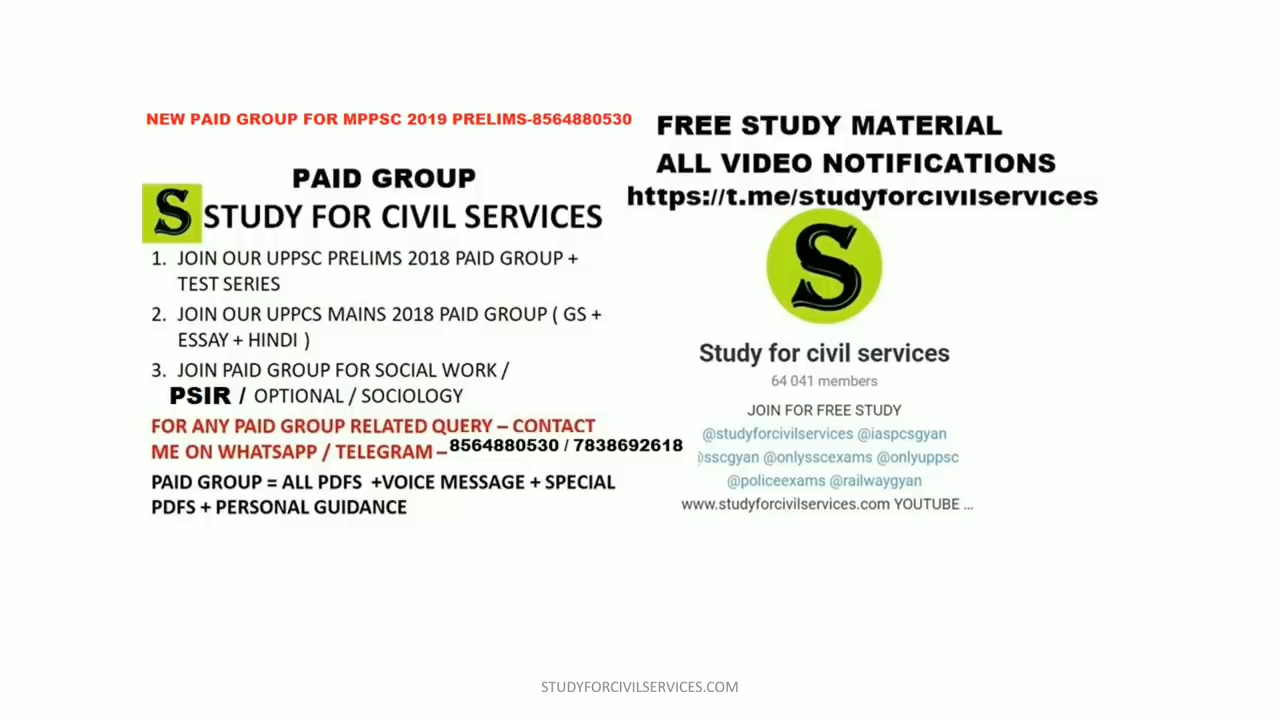 NEW PAID GROUP FOR MPPSC 2019 PRELIMS-8564880530
PAID GROUP
S STUDY FOR CIVIL SERVICES
1. JOIN OUR UPPSC PRELIMS 2018 PAID GROUP +
TEST SERIES
2. JOIN OUR UPPCS MAINS 2018 PAID GROUP ( GS +
ESSAY + HINDI )
3. JOIN PAID GROUP FOR SOCIAL WORK /
PSIR / OPTIONAL / SOCIOLOGY
FOR ANY PAID GROUP RELATED QUERY – CONTACT
ME ON WHATSAPP / TELEGRAM – 8564880530 / 7838692618
PAID GROUP = ALL PDFS +VOICE MESSAGE + SPECIAL
PDFS + PERSONAL GUIDANCE
FREE STUDY MATERIAL
ALL VIDEO NOTIFICATIONS
https://t.me/studyforcivilservices
S
Study for civil services
64 041 members
JOIN FOR FREE STUDY
@studyforcivilservices @iaspcsgyan
@sscgyan @onlysscexams @onlyuppsc
@policeexams @railwaygyan
www.studyforcivilservices.com YOUTUBE ...
STUDYFORCIVILSERVICES.COM